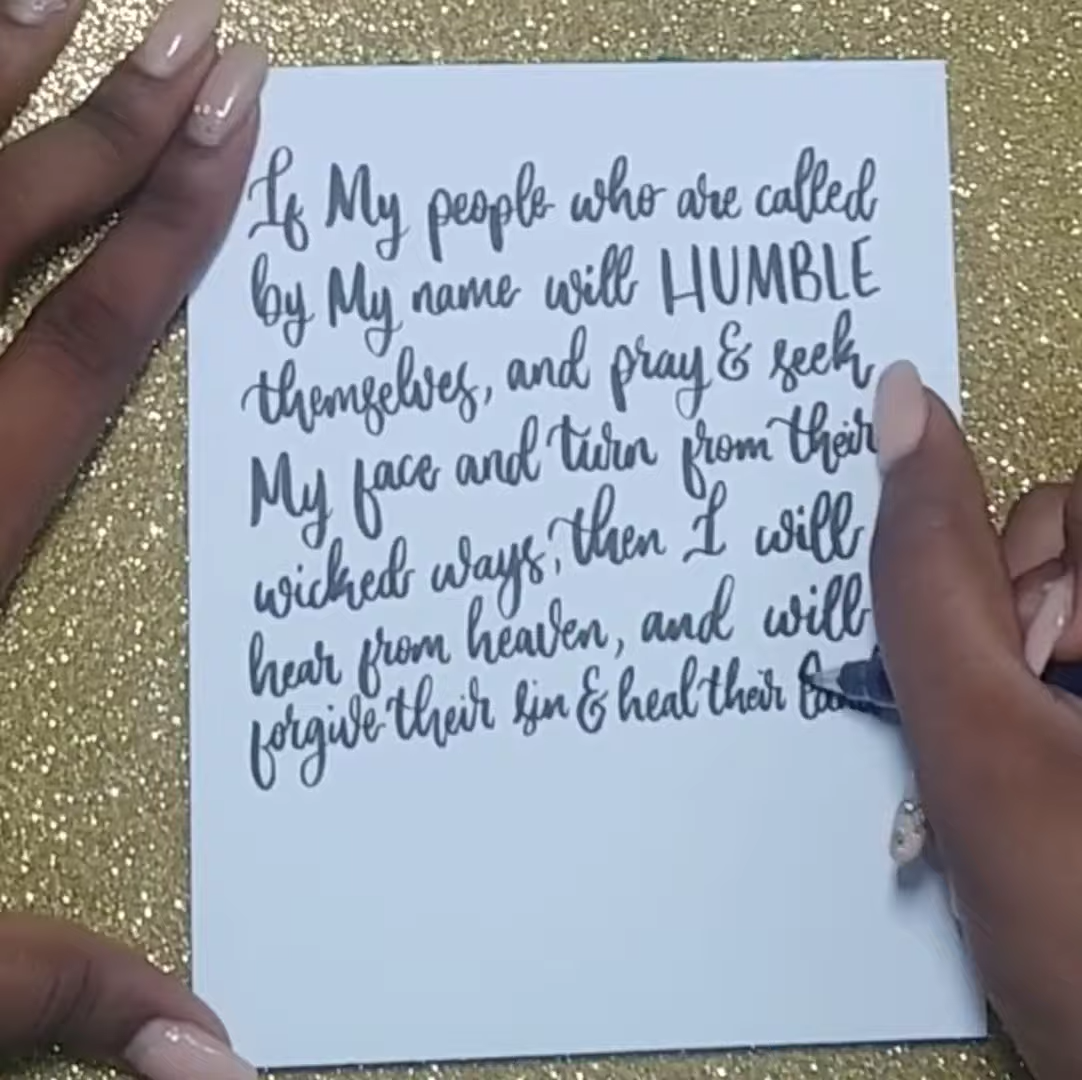 If My people who are called
by My name will HUMBLE
themselves, and pray & seek
My face and turn from their
wicked ways, then I will
hear from heaven, and will
forgive their sin & heal their